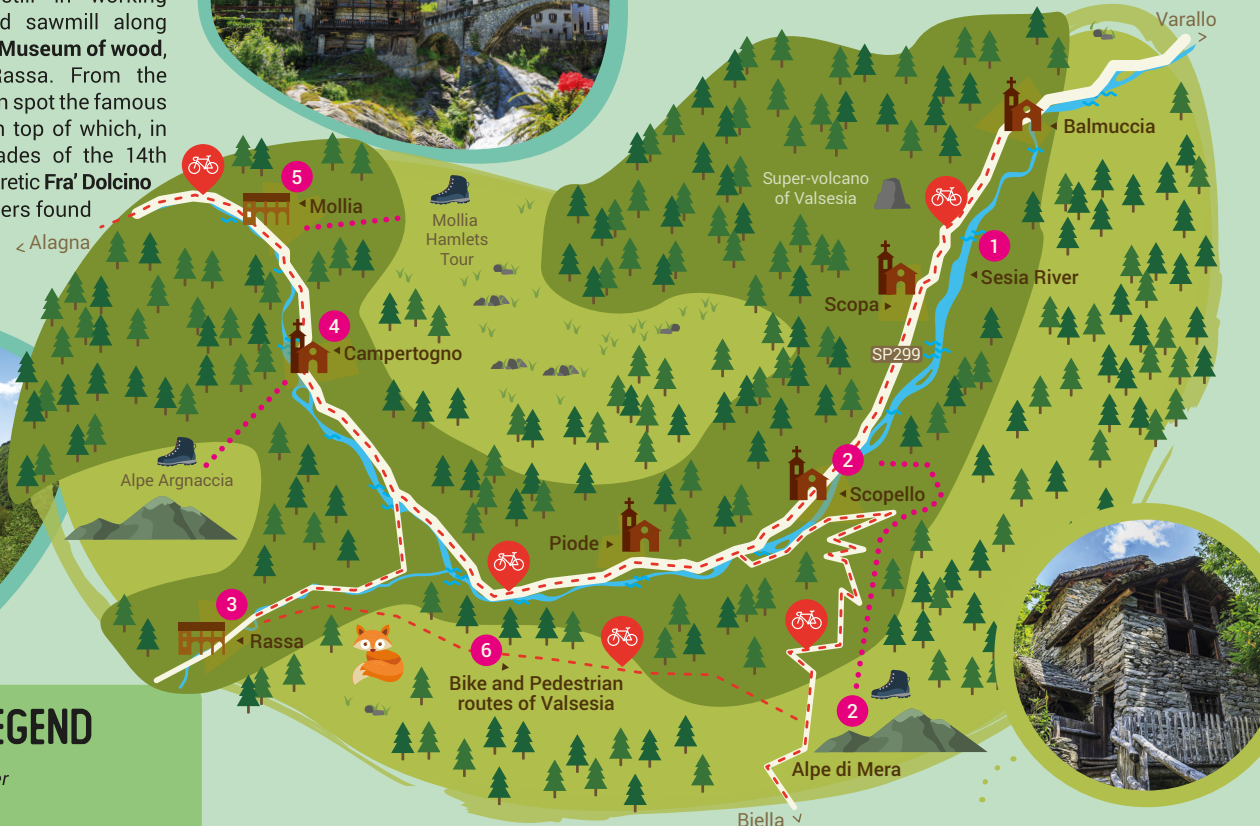 d sawmill along
Museum of wood,
Rassa. From the
n spot the famous
n top of which, in
ades of the 14th
retic Fra' Dolcino
ers found
Varallo
>
Balmuccia
Super-volcano
of Valsesia
5
Mollia
Mollia
Hamlets
Tour
< Alagna
1
Sesia River
Scopa
4
Campertogno
SP299
2
Scopello
Alpe Argnaccia
Piode
3
Rassa
6
Bike and Pedestrian
routes of Valsesia
2
Alpe di Mera
Biella >
EGEND
er